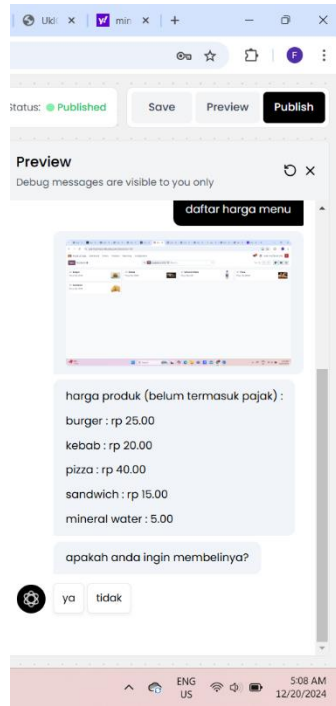 Uki
min
Status: Published
Save
Preview
Publish
Preview
Debug messages are visible to you only
daftar harga menu
harga produk (belum termasuk pajak) :
burger : rp 25.00
kebab : rp 20.00
pizza : rp 40.00
sandwich : rp 15.00
mineral water : 5.00
apakah anda ingin membelinya?
ya
tidak
ENG
US
5:08 AM
12/20/2024